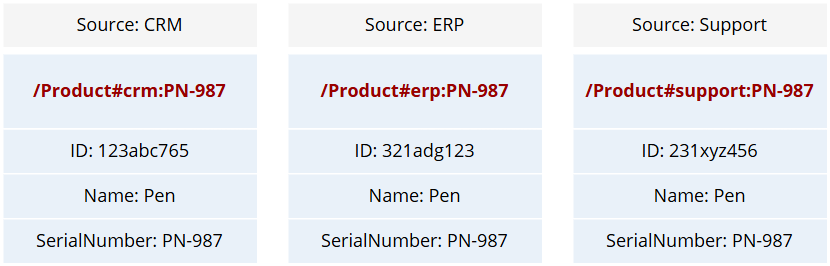 Source: CRM
/Product#crm:PN-987
ID: 123abc765
Name: Pen
SerialNumber: PN-987
Source: ERP
/Product#erp:PN-987
ID: 321adg123
Name: Pen
SerialNumber: PN-987
Source: Support
/Product#support:PN-987
ID: 231xyz456
Name: Pen
SerialNumber: PN-987